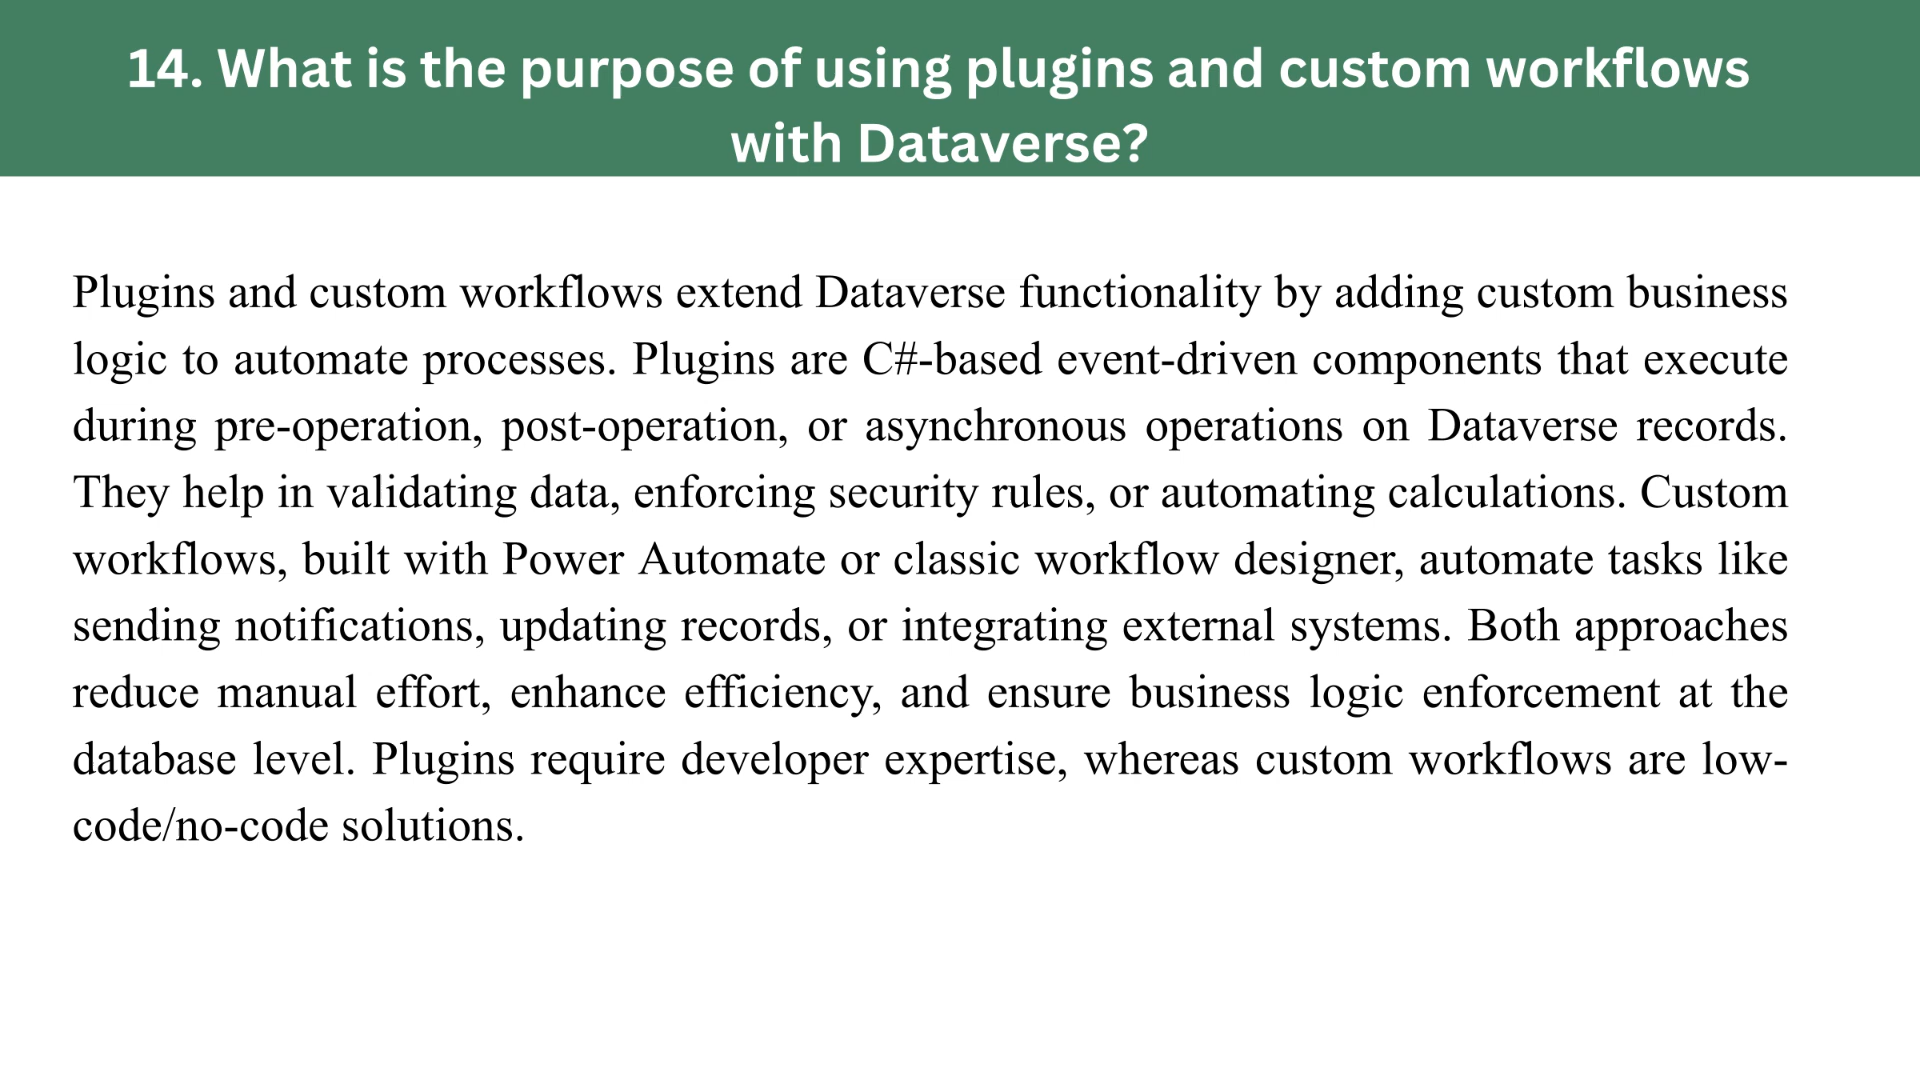 14. What is the purpose of using plugins and custom workflows
with Dataverse?
Plugins and custom workflows extend Dataverse functionality by adding custom business
logic to automate processes. Plugins are C#-based event-driven components that execute
during pre-operation, post-operation, or asynchronous operations on Dataverse records.
They help in validating data, enforcing security rules, or automating calculations. Custom
workflows, built with Power Automate or classic workflow designer, automate tasks like
sending notifications, updating records, or integrating external systems. Both approaches
reduce manual effort, enhance efficiency, and ensure business logic enforcement at the
database level. Plugins require developer expertise, whereas custom workflows are low-
code/no-code solutions.